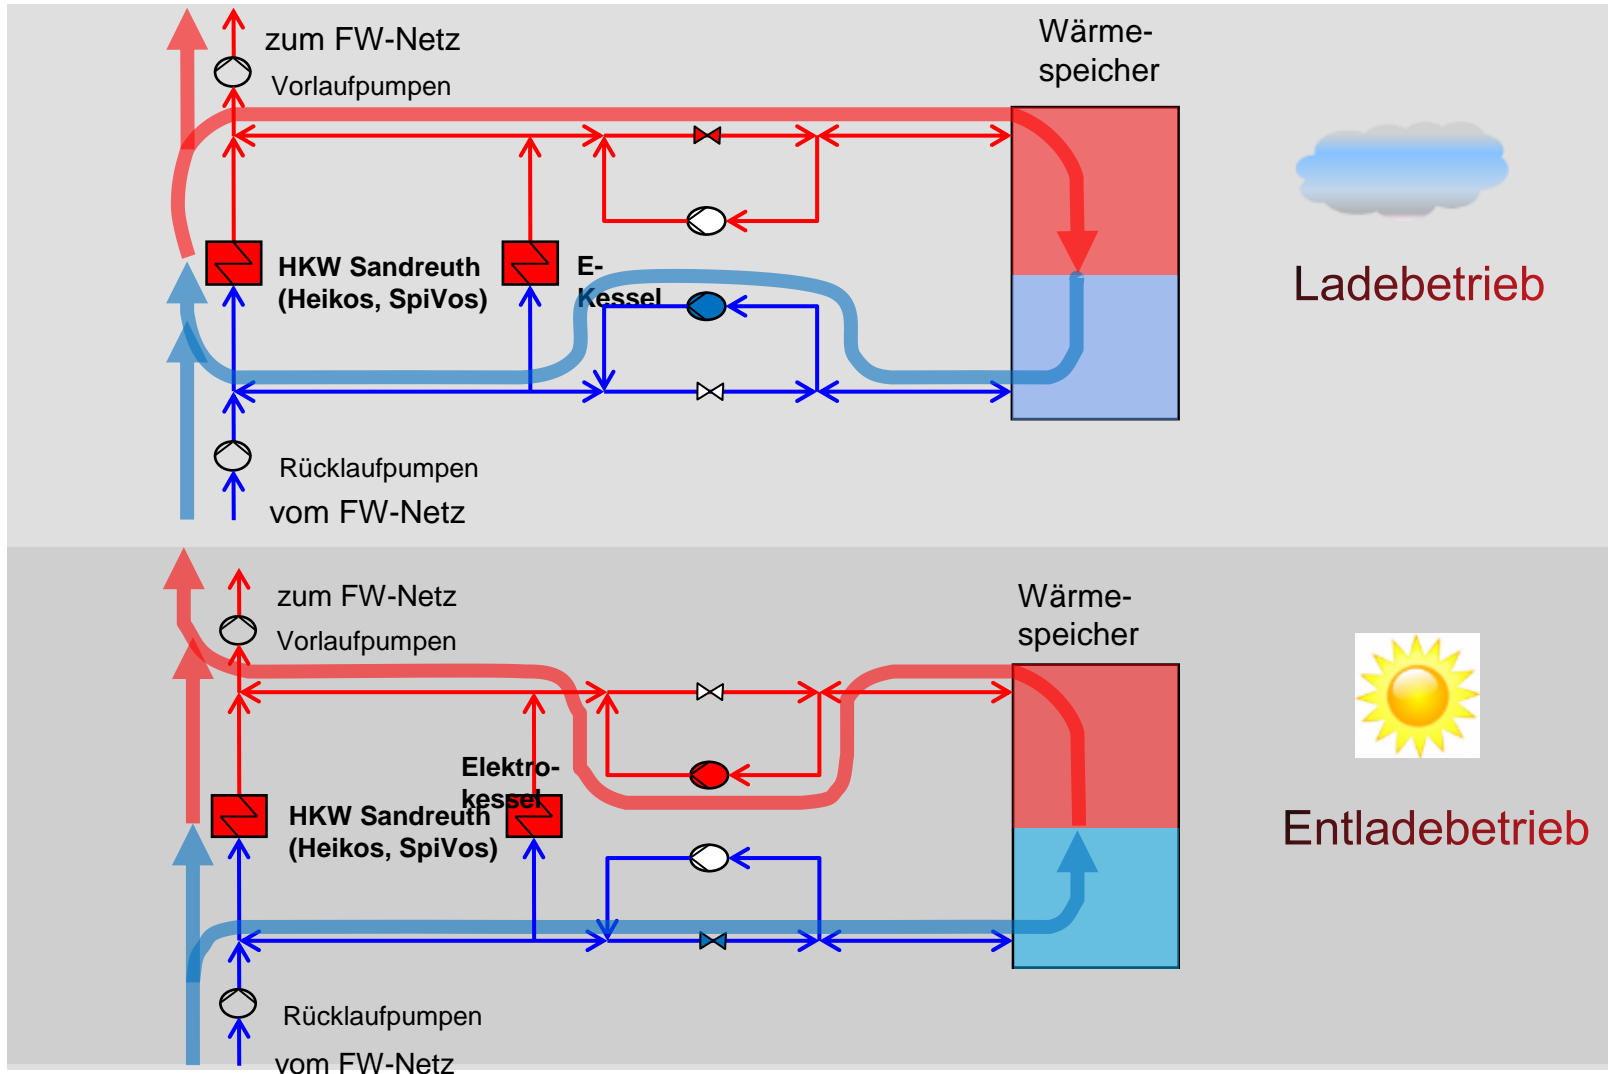 zum FW-Netz
Vorlaufpumpen
Wärme-
speicher
HKW Sandreuth
(Heikos, SpiVos)
E-
Kessel
Ladebetrieb
Rücklaufpumpen
vom FW-Netz
zum FW-Netz
Vorlaufpumpen
Wärme-
speicher
Elektro-
kessel
HKW Sandreuth
(Heikos, SpiVos)
Entladebetrieb
Rücklaufpumpen
vom FW-Netz